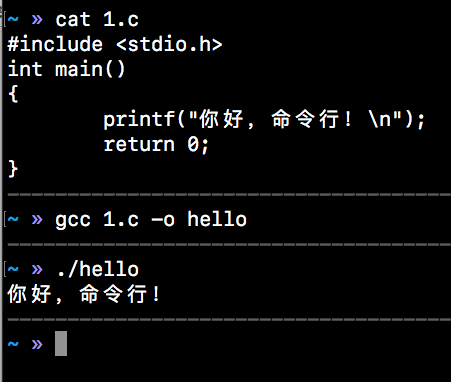 ~ » cat 1.c
#include <stdio.h>
int main()
{
        printf("你好，命令行！\n");
        return 0;
}
~ » gcc 1.c -o hello
~ » ./hello
你好，命令行！
~ »